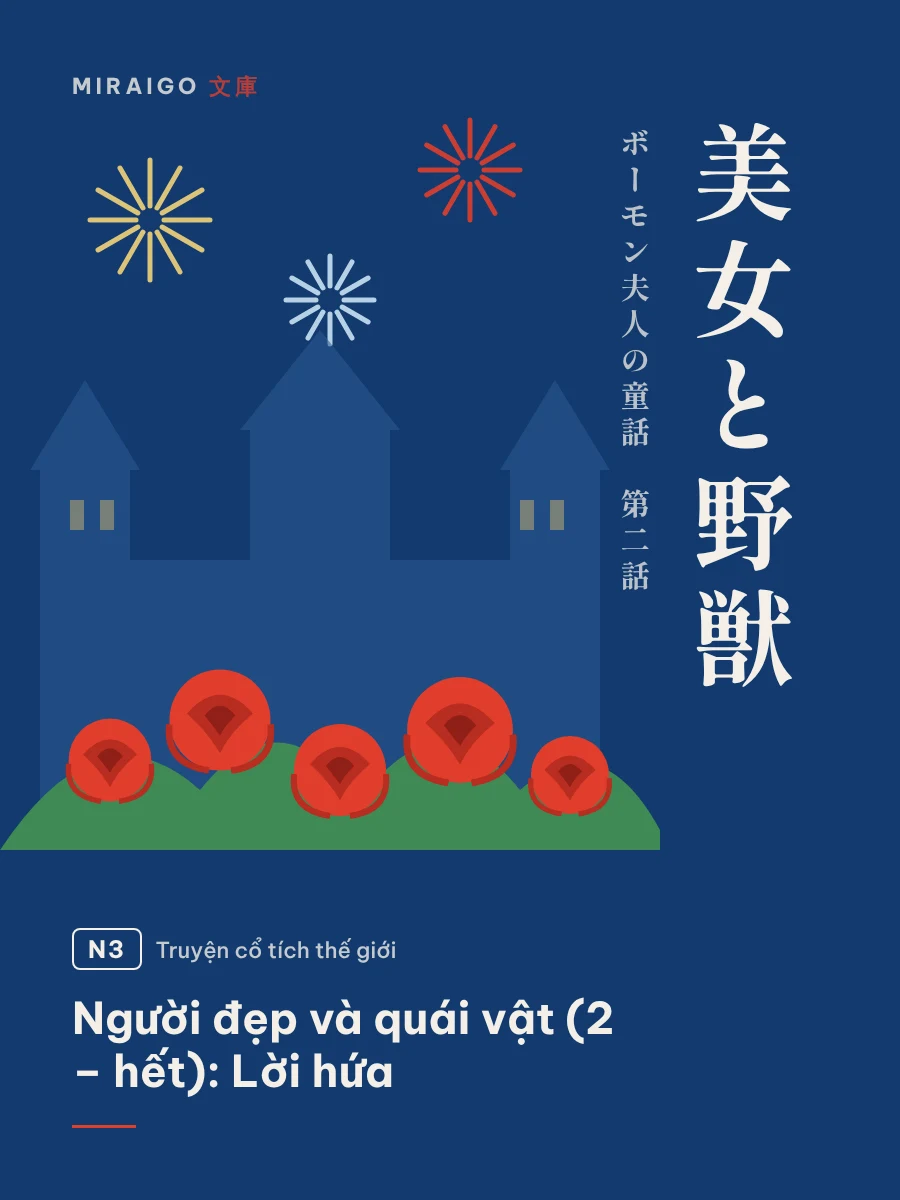 MIRAIGO 文庫
美女と野獣
ボーモン夫人の童話　第二話
N3 Truyện cổ tích thế giới
Người đẹp và quái vật (2
– hết): Lời hứa